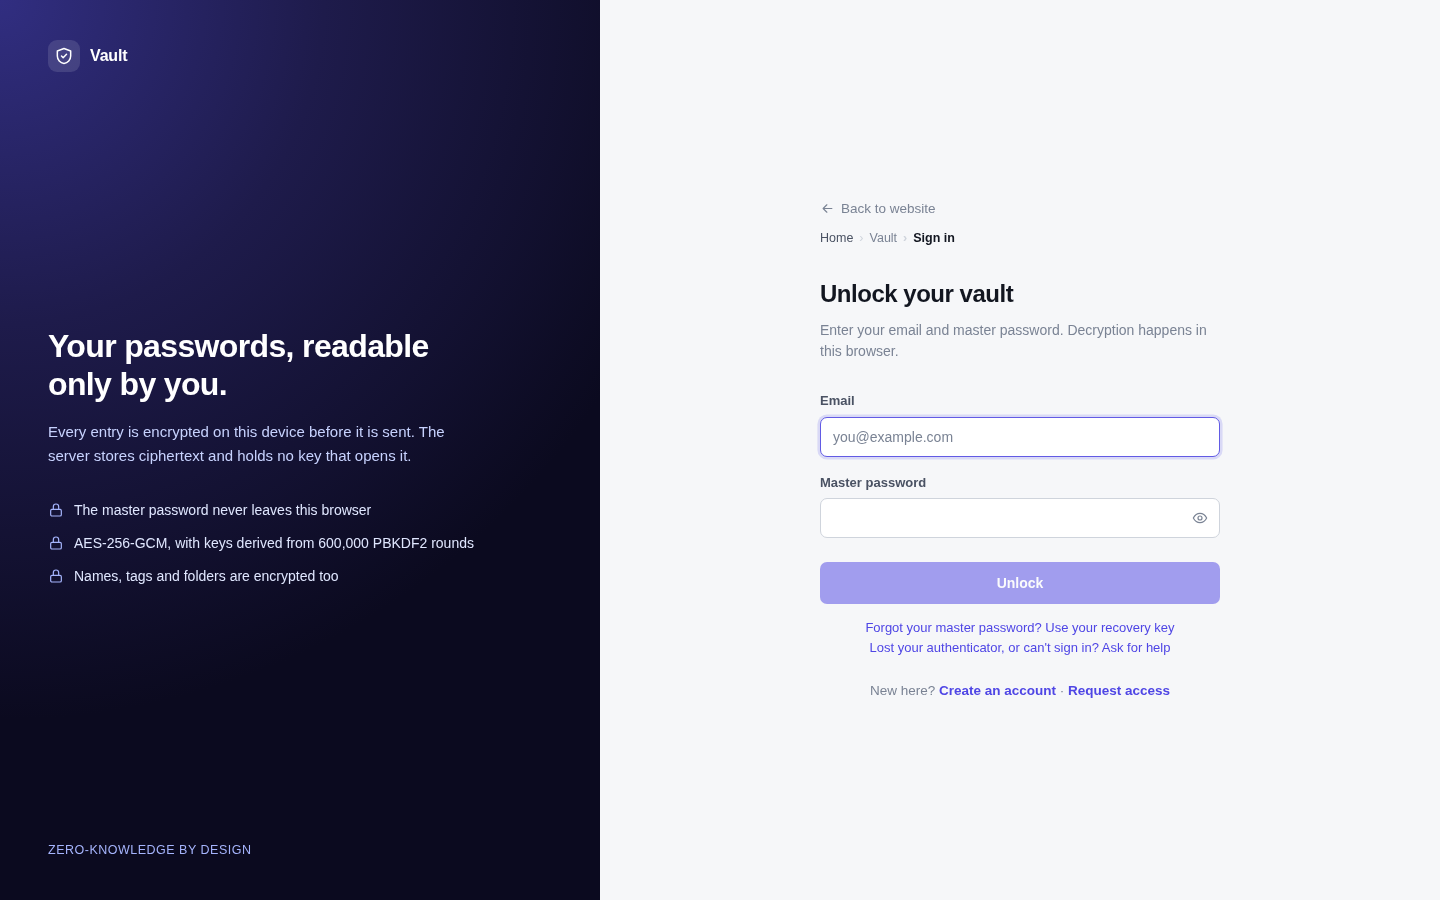 Vault
Your passwords, readable
only by you.
Every entry is encrypted on this device before it is sent. The
server stores ciphertext and holds no key that opens it.
The master password never leaves this browser
AES-256-GCM, with keys derived from 600,000 PBKDF2 rounds
Names, tags and folders are encrypted too
ZERO-KNOWLEDGE BY DESIGN
Back to website
Home › Vault › Sign in
Unlock your vault
Enter your email and master password. Decryption happens in
this browser.
Email
you@example.com
Master password
Unlock
Forgot your master password? Use your recovery key
Lost your authenticator, or can't sign in? Ask for help
New here? Create an account · Request access